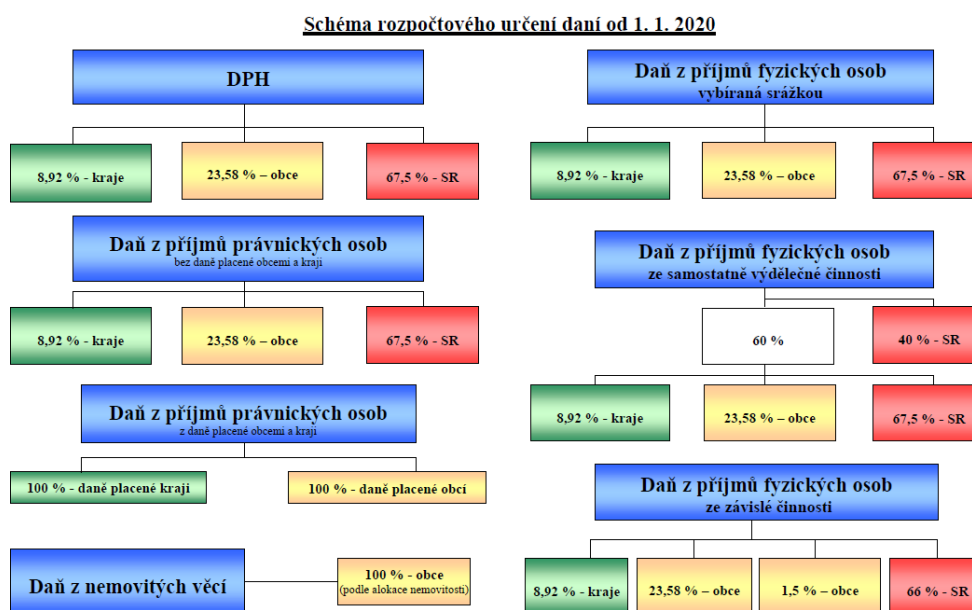 Schéma rozpočtového určení daní od 1. 1. 2020
DPH
8,92 % - kraje
23,58 % – obce
67,5 % - SR
Daň z příjmů právnických osob
bez daně placené obcemi a kraji
8,92 % - kraje
23,58 % – obce
67,5 % - SR
Daň z příjmů právnických osob
z daně placené obcemi a kraji
100 % - daně placené kraji
100 % - daně placené obcí
Daň z nemovitých věcí
100 % - obce
(podle alokace nemovitosti)
Daň z příjmů fyzických osob
vybíraná srážkou
8,92 % - kraje
23,58 % – obce
67,5 % - SR
Daň z příjmů fyzických osob
ze samostatně výdělečné činnosti
60 %
40 % - SR
8,92 % - kraje
23,58 % – obce
67,5 % - SR
Daň z příjmů fyzických osob
ze závislé činnosti
8,92 % - kraje
23,58 % – obce
1,5 % – obce
66 % - SR